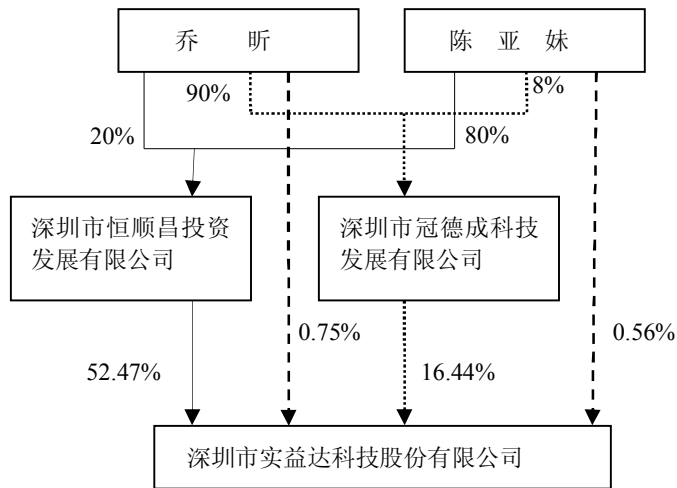 乔 昕
陈 亚 妹
90%
8%
20%
80%
深圳市恒顺昌投资
发展有限公司
深圳市冠德成科技
发展有限公司
0.75%
0.56%
52.47%
16.44%
深圳市实益达科技股份有限公司